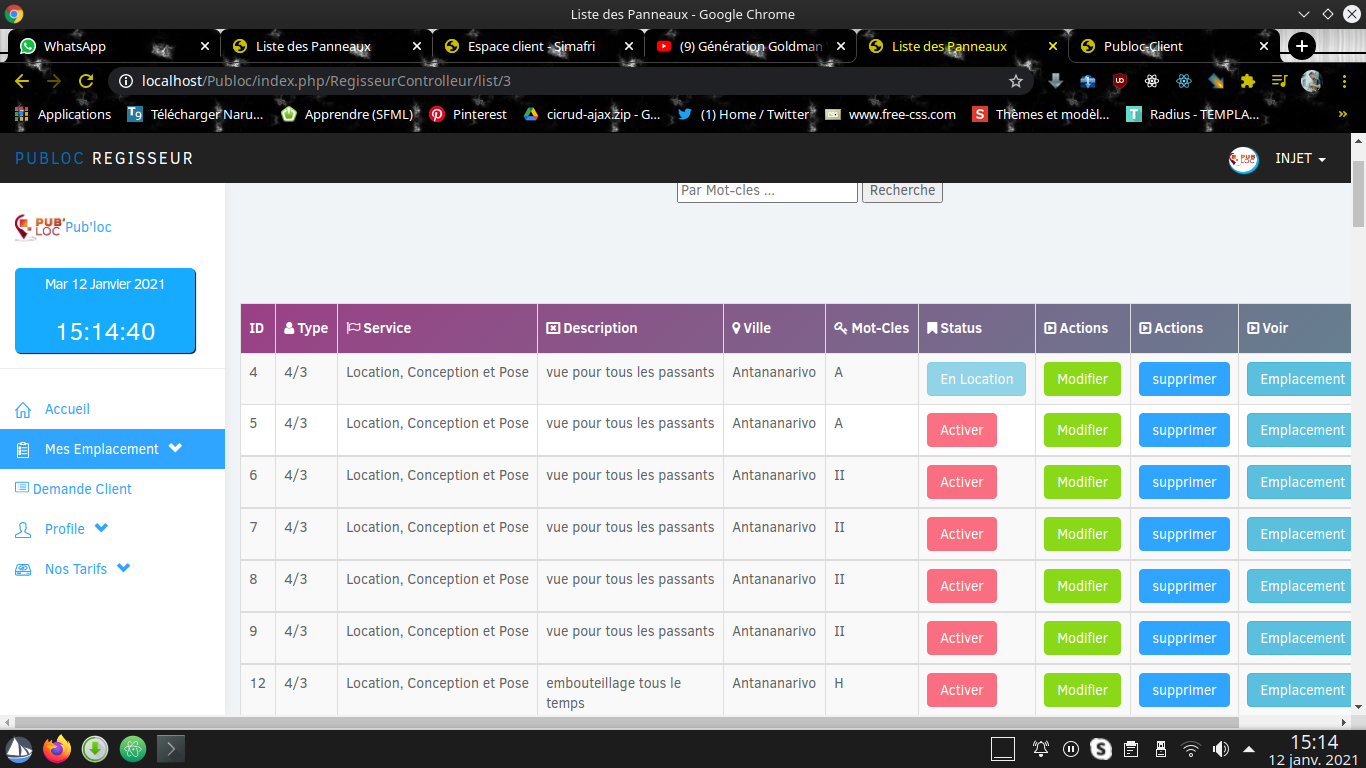 Liste des Panneaux - Google Chrome
WhatsApp
Liste des Panneaux
Espace client - Simafri
(9) Génération Goldman
Liste des Panneaux
Publoc-Client
localhost/Publoc/index.php/RegisseurControlleur/list/3
Applications
Télécharger Naru...
Apprendre (SFML)
Pinterest
cicrud-ajax.zip - G...
(1) Home / Twitter
www.free-css.com
Thèmes et modèl...
Radius - TEMPLA...
»
PUBLOC REGISSEUR
INJET
Par Mot-cles ...
Recherche
PUB'
LOC
Pub'loc
Mar 12 Janvier 2021
15:14:40
Accueil
Mes Emplacement
Demande Client
Profile
Nos Tarifs
ID Type Service Description Ville Mot-Cles Status Actions Actions Voir
4 4/3 Location, Conception et Pose vue pour tous les passants Antananarivo A En Location Modifier supprimer Emplacement
5 4/3 Location, Conception et Pose vue pour tous les passants Antananarivo A Activer Modifier supprimer Emplacement
6 4/3 Location, Conception et Pose vue pour tous les passants Antananarivo II Activer Modifier supprimer Emplacement
7 4/3 Location, Conception et Pose vue pour tous les passants Antananarivo II Activer Modifier supprimer Emplacement
8 4/3 Location, Conception et Pose vue pour tous les passants Antananarivo II Activer Modifier supprimer Emplacement
9 4/3 Location, Conception et Pose vue pour tous les passants Antananarivo II Activer Modifier supprimer Emplacement
12 4/3 Location, Conception et Pose embouteillage tous le Antananarivo H Activer Modifier supprimer Emplacement
temps
15:14
12 janv. 2021